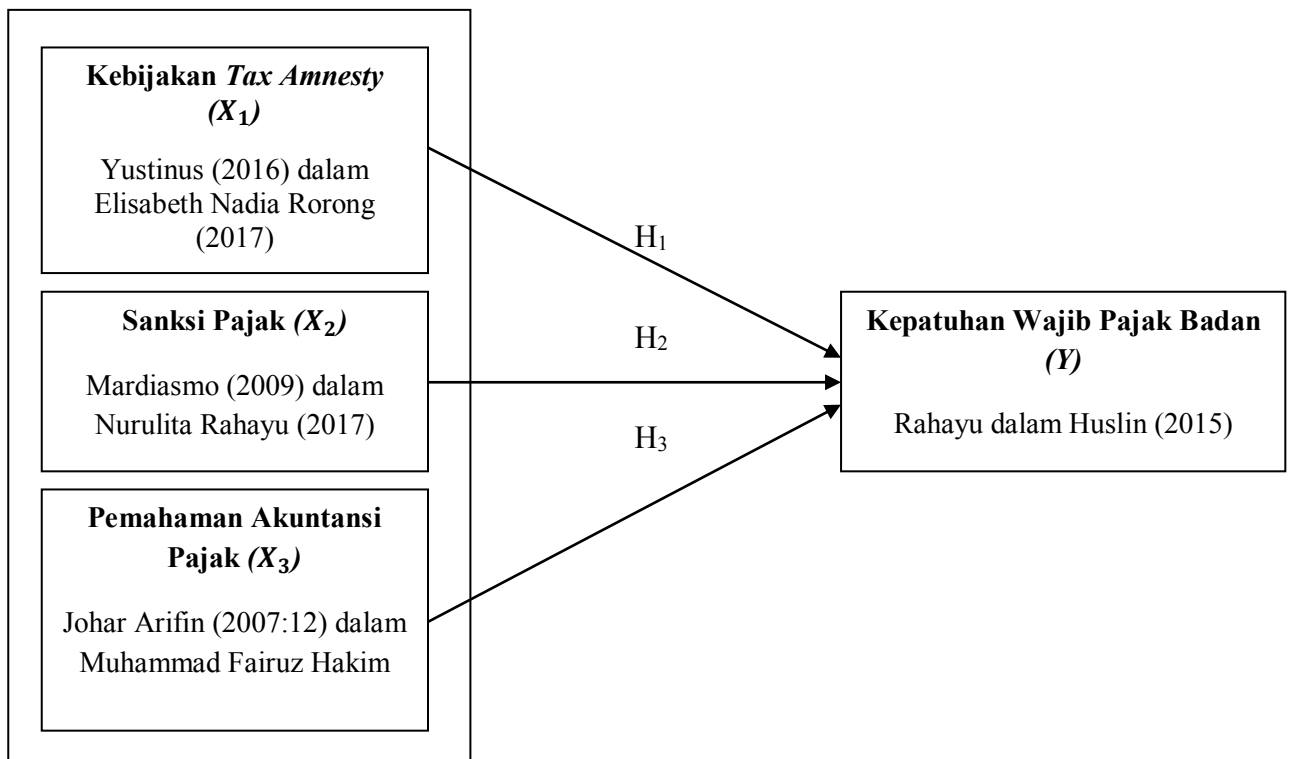 Kebijakan Tax Amnesty
(X₁)
Yustinus (2016) dalam
Elisabeth Nadia Rorong
(2017)
H₁
Sanksi Pajak (X₂)
Mardiasmo (2009) dalam
Nurulita Rahayu (2017)
H₂
Kepatuhan Wajib Pajak Badan
(Y)
Rahayu dalam Huslin (2015)
H₃
Pemahaman Akuntansi
Pajak (X₃)
Johar Arifin (2007:12) dalam
Muhammad Fairuz Hakim